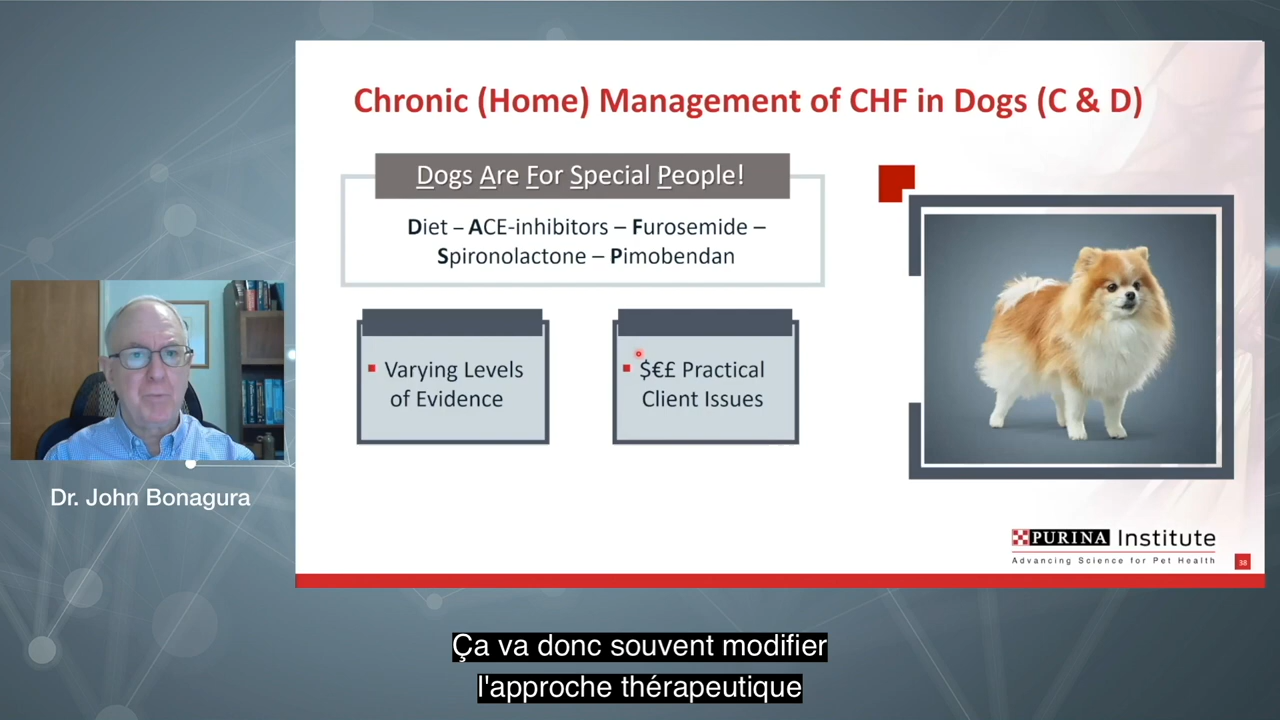 Chronic (Home) Management of CHF in Dogs (C & D)
Dogs Are For Special People!
Diet – ACE-inhibitors – Furosemide –
Spironolactone – Pimobendan
Varying Levels
of Evidence
$€£ Practical
Client Issues
Dr. John Bonagura
PURINA Institute
Advancing Science for Pet Health
38
Ça va donc souvent modifier
l'approche thérapeutique